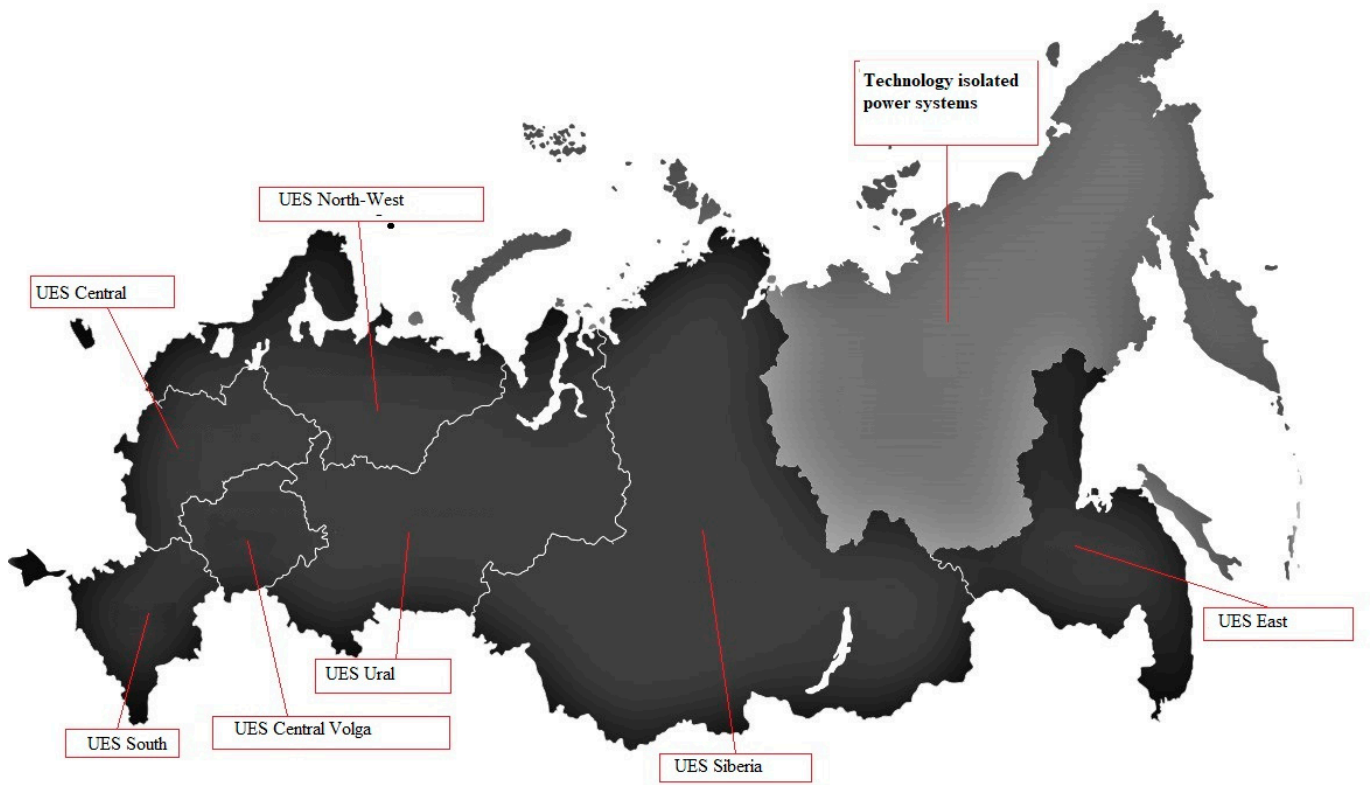 Technology isolated
power systems
UES North-West
UES Central
UES East
UES Ural
UES Central Volga
UES South
UES Siberia